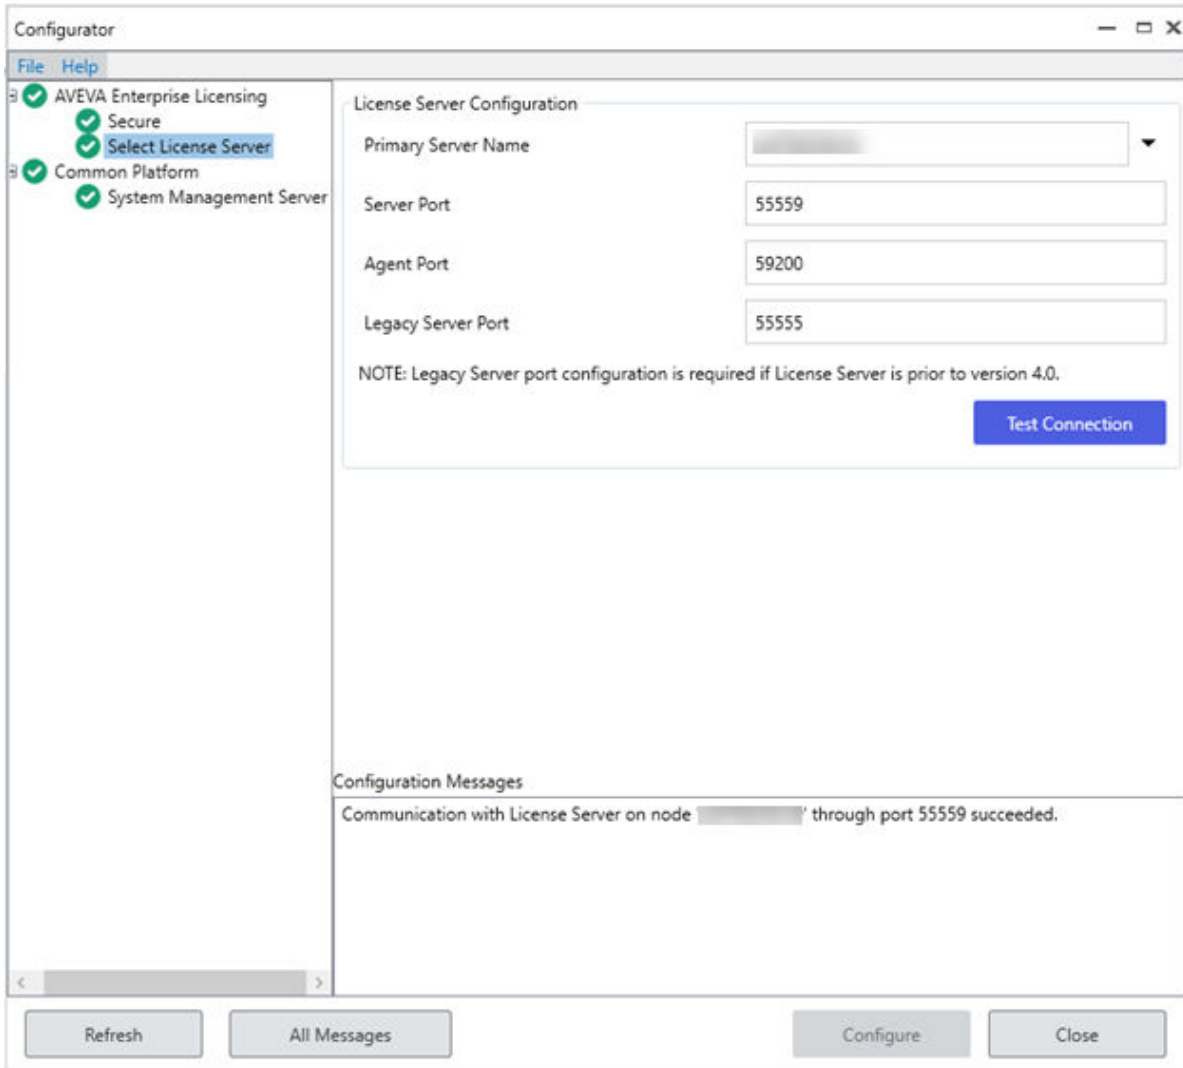 Configurator
File Help
AVEVA Enterprise Licensing
Secure
Select License Server
Common Platform
System Management Server
License Server Configuration
Primary Server Name
Server Port 55559
Agent Port 59200
Legacy Server Port 55555
NOTE: Legacy Server port configuration is required if License Server is prior to version 4.0.
Test Connection
Configuration Messages
Communication with License Server on node ' ' through port 55559 succeeded.
Refresh All Messages Configure Close